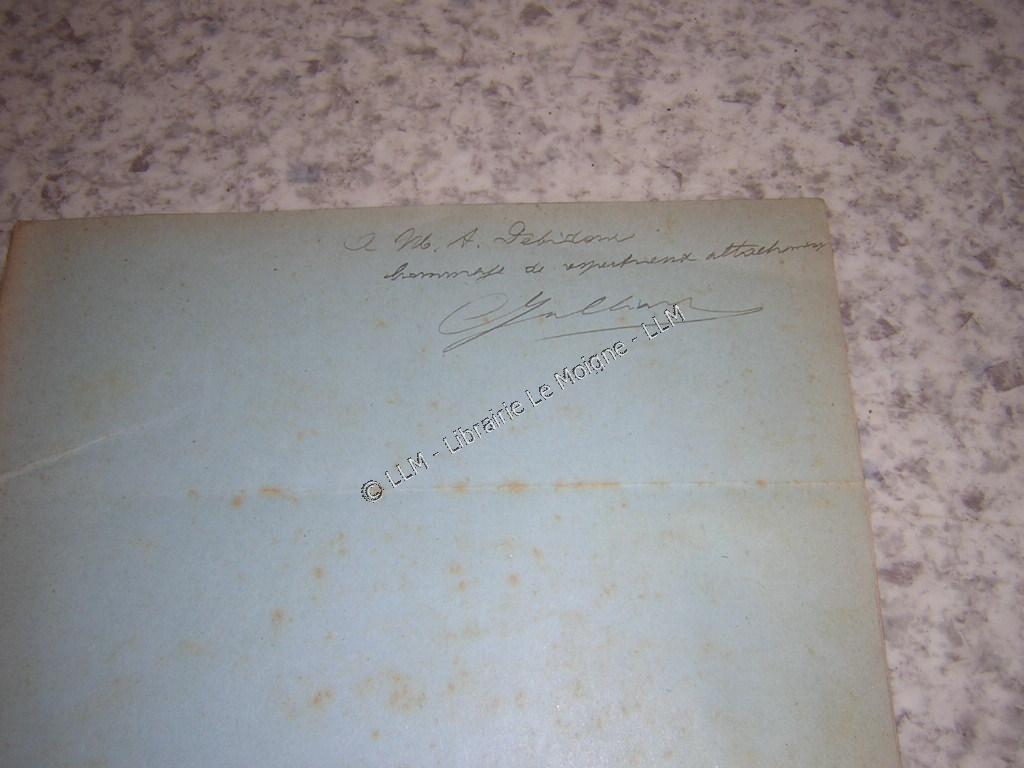 A M. A. Debidour
hommage de respectueux attachement
© LLM - Librairie Le Moigne - LLM